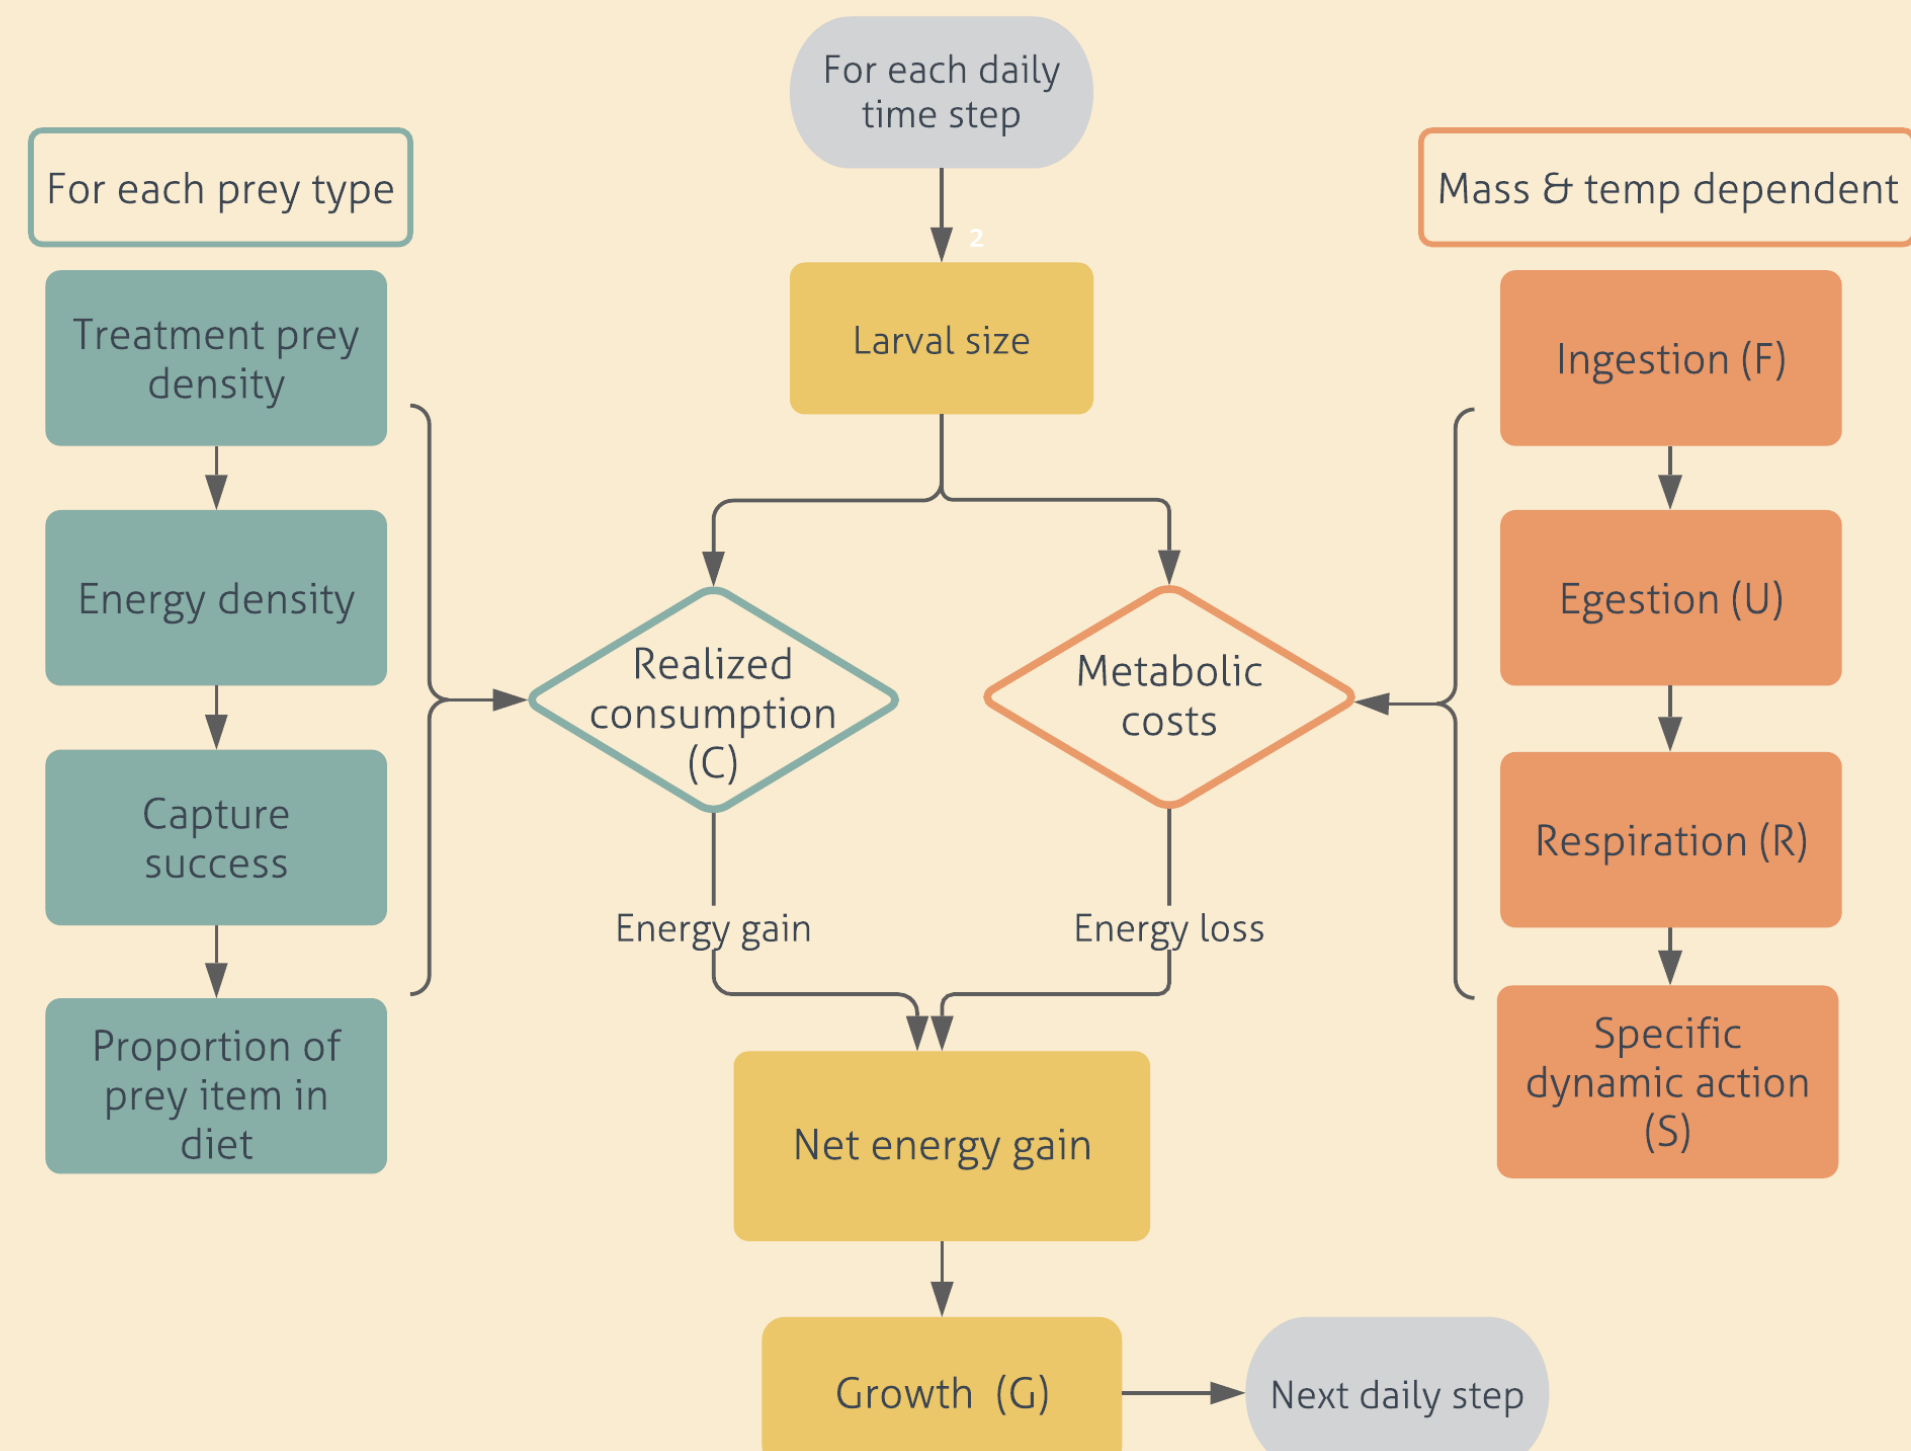 For each daily
time step
For each prey type
Mass & temp dependent
2
Treatment prey
density
Larval size
Ingestion (F)
Energy density
Egestion (U)
Realized
consumption
(C)
Metabolic
costs
Capture
success
Respiration (R)
Energy gain
Energy loss
Proportion of
prey item in
diet
Specific
dynamic action
(S)
Net energy gain
Growth (G)
Next daily step